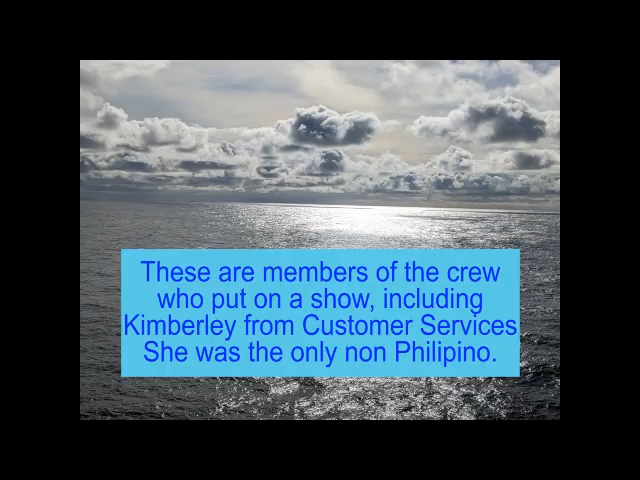 These are members of the crew
who put on a show, including
Kimberley from Customer Services
She was the only non Philipino.